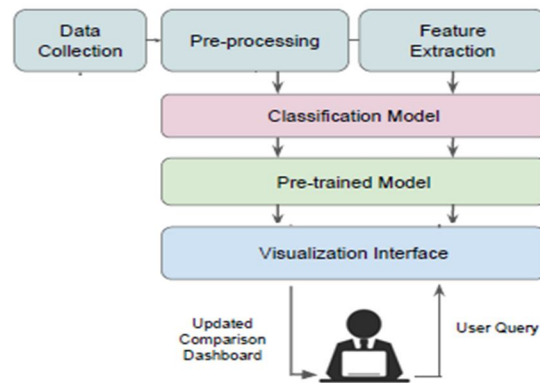 Data
Collection
Pre-processing
Feature
Extraction
Classification Model
Pre-trained Model
Visualization Interface
Updated
Comparison
Dashboard
User Query